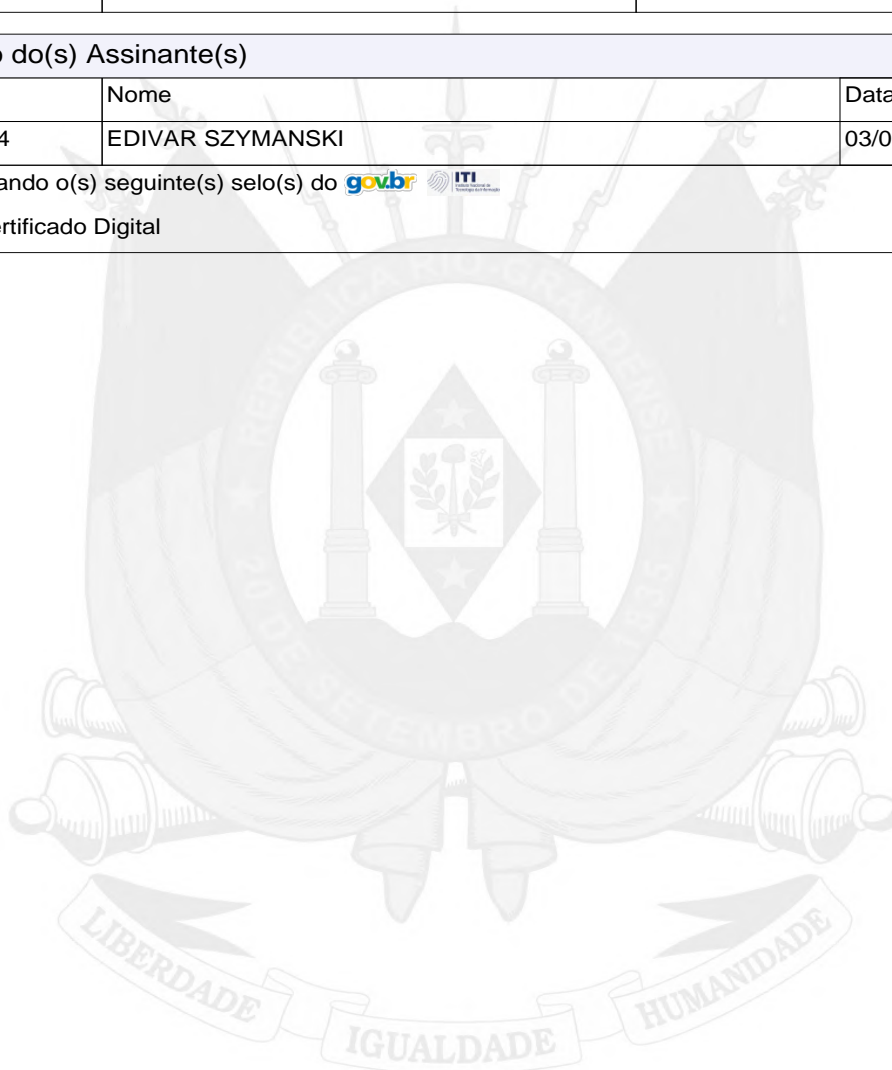 o do(s) Assinante(s)
Nome Data
4 EDIVAR SZYMANSKI 03/0
ando o(s) seguinte(s) selo(s) do gov.br ITI
ertificado Digital
REPÚBLICA RIO-GRANDENSE
20 DE SETEMBRO DE 1835
LIBERDADE IGUALDADE HUMANIDADE